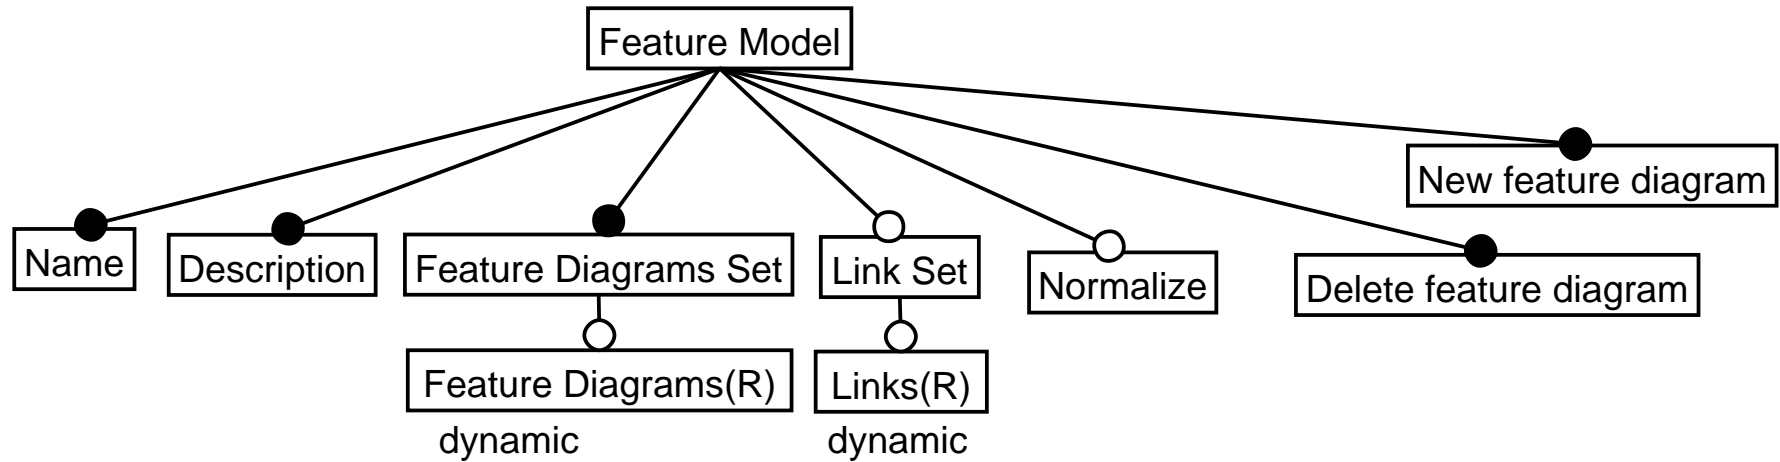 Feature Model
New feature diagram
Name
Description
Feature Diagrams Set
Link Set
Normalize
Delete feature diagram
Feature Diagrams(R)
Links(R)
dynamic
dynamic